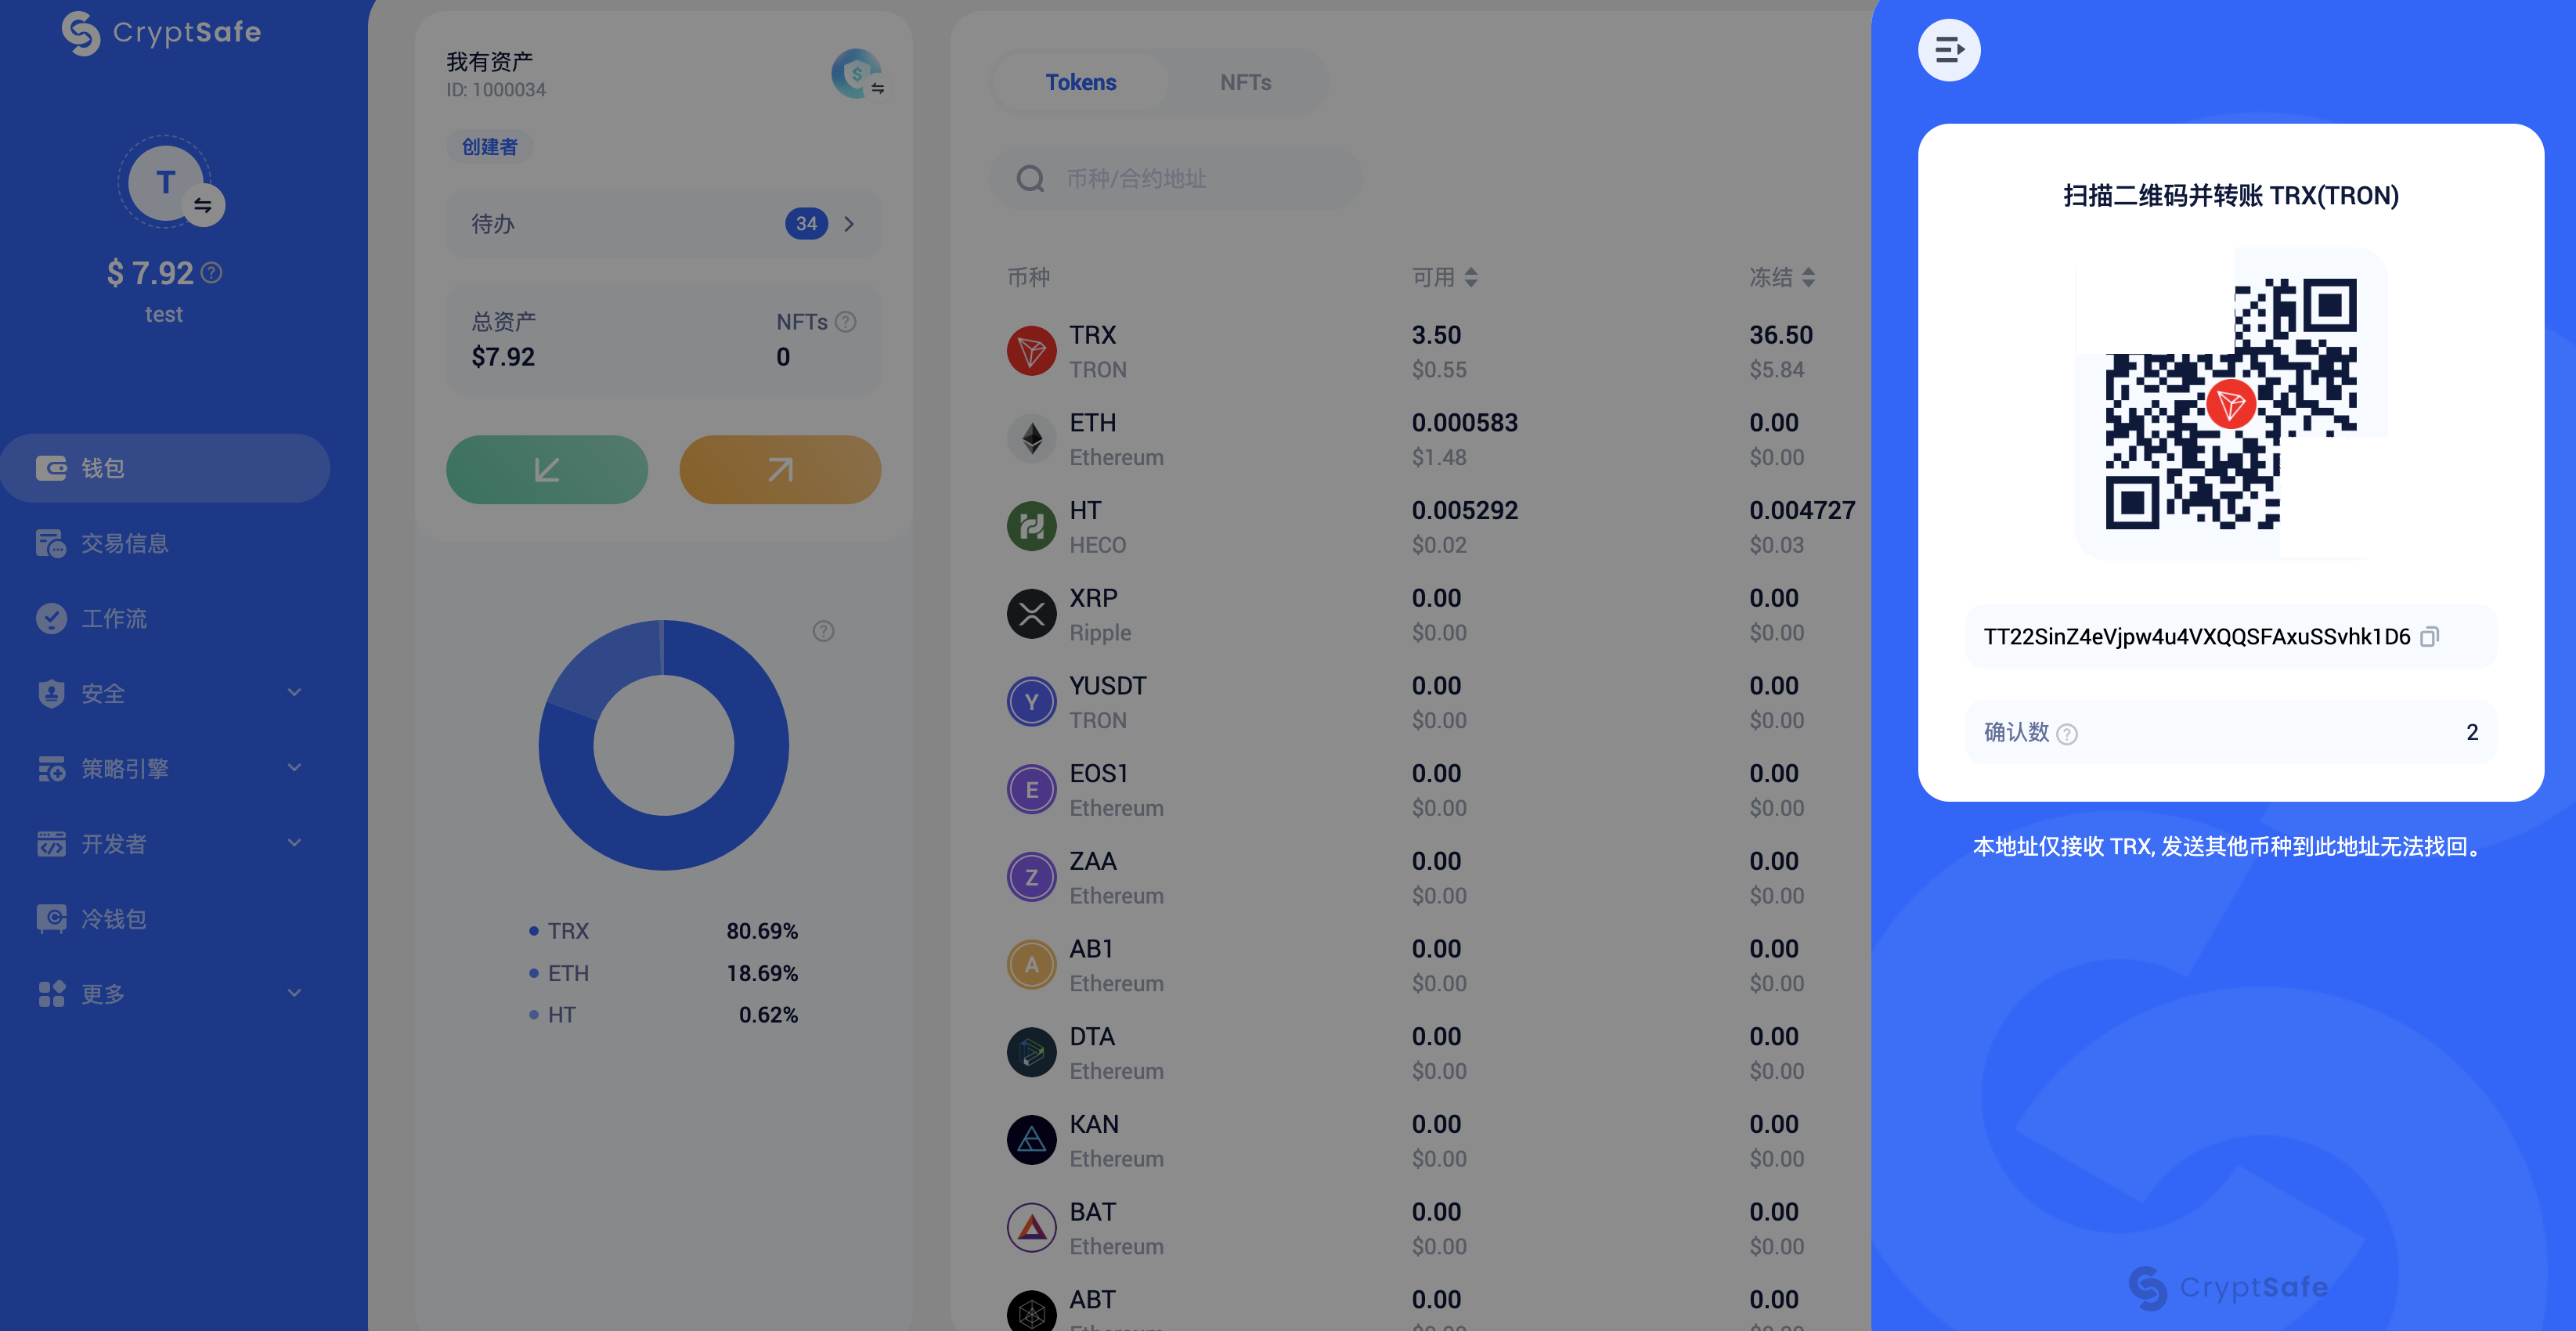 CryptSafe
T
$ 7.92
test
钱包
交易信息
工作流
安全
策略引擎
开发者
冷钱包
更多
我有资产
ID: 1000034
创建者
待办 34
总资产 NFTs
$7.92 0
TRX 80.69%
ETH 18.69%
HT 0.62%
Tokens NFTs
币种/合约地址
币种 可用 冻结
TRX 3.50 36.50
TRON $0.55 $5.84
ETH 0.000583 0.00
Ethereum $1.48 $0.00
HT 0.005292 0.004727
HECO $0.02 $0.03
XRP 0.00 0.00
Ripple $0.00 $0.00
Y
YUSDT 0.00 0.00
TRON $0.00 $0.00
E
EOS1 0.00 0.00
Ethereum $0.00 $0.00
Z
ZAA 0.00 0.00
Ethereum $0.00 $0.00
A
AB1 0.00 0.00
Ethereum $0.00 $0.00
DTA 0.00 0.00
Ethereum $0.00 $0.00
KAN 0.00 0.00
Ethereum $0.00 $0.00
BAT 0.00 0.00
Ethereum $0.00 $0.00
ABT 0.00 0.00
扫描二维码并转账 TRX(TRON)
TT22SinZ4eVjpw4u4VXQQSFAxuSSvhk1D6
确认数 2
本地址仅接收 TRX, 发送其他币种到此地址无法找回。
CryptSafe